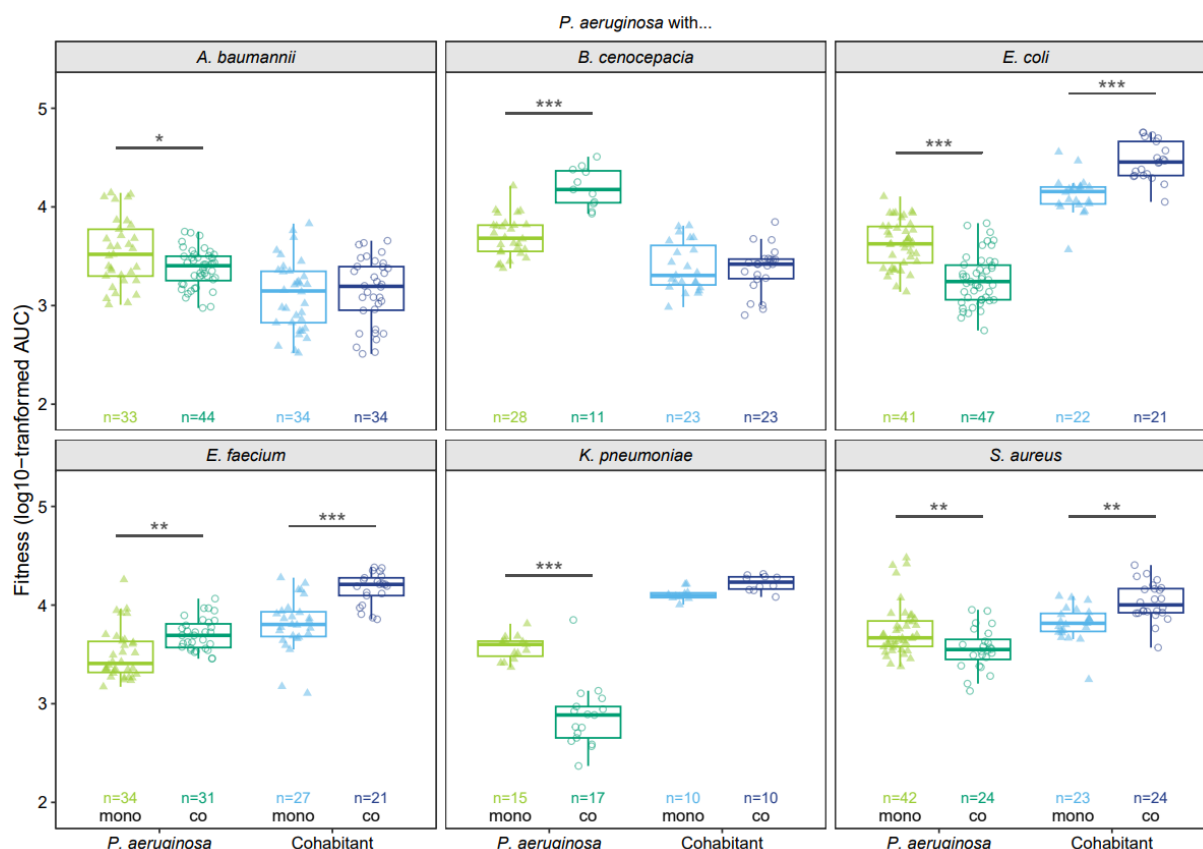 P. aeruginosa with...
A. baumannii
B. cenocepacia
E. coli
Fitness (log10-tranformed AUC)
5
4
3
2
*
***
***
***
n=33 n=44 n=34 n=34
n=28 n=11 n=23 n=23
n=41 n=47 n=22 n=21
E. faecium
K. pneumoniae
S. aureus
5
4
3
2
**
***
***
**
**
n=34 n=31 n=27 n=21
n=15 n=17 n=10 n=10
n=42 n=24 n=23 n=24
mono co mono co
mono co mono co
mono co mono co
P. aeruginosa Cohabitant
P. aeruginosa Cohabitant
P. aeruginosa Cohabitant